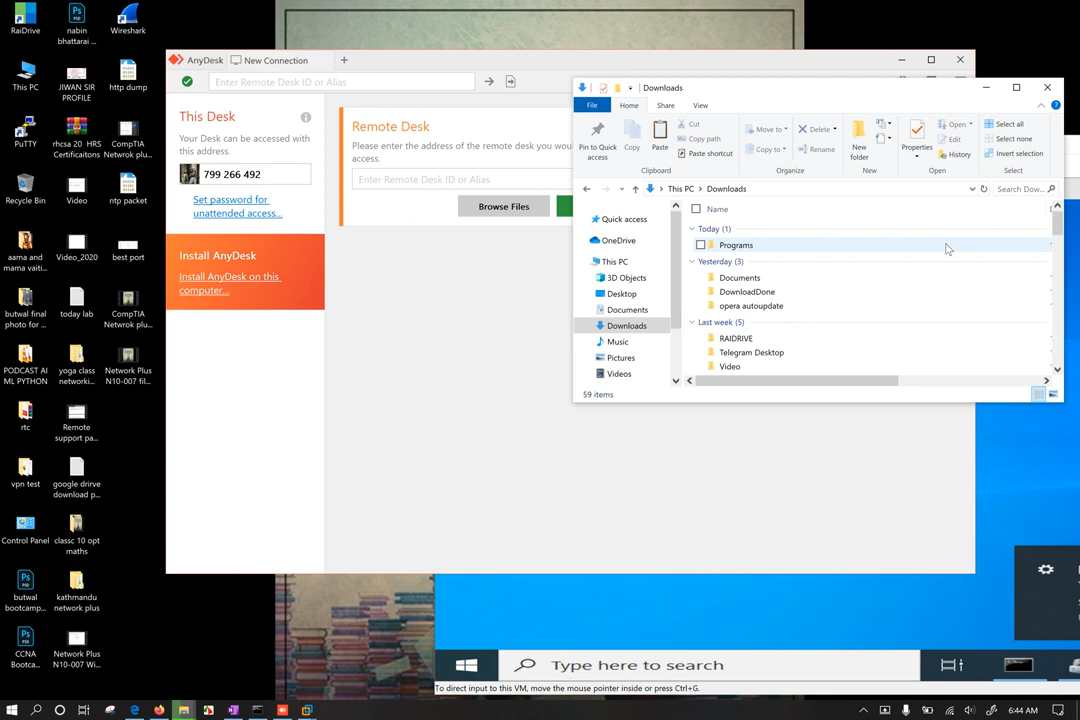 RaiDrive
nabin
bhattarai ...
Wireshark
This PC
JIWAN SIR
PROFILE
http dump
PuTTY
rhcsa 20 HRS
Certificaitons
CompTIA
Netwrok plu...
Recycle Bin
Video
ntp packet
aama and
mama vaiti...
Video_2020
best port
butwal final
photo for ...
today lab
CompTIA
Netwrok plu...
PODCAST AI
ML PYTHON
yoga class
networki...
Network Plus
N10-007 fil...
rtc
Remote
support pa...
vpn test
google drirve
download p...
Control Panel
classc 10 opt
maths
butwal
bootcamp...
kathmandu
network plus
CCNA
Bootca...
Network Plus
N10-007 Wi...
AnyDesk
New Connection
Enter Remote Desk ID or Alias
This Desk
Your Desk can be accessed with
this address.
799 266 492
Set password for
unattended access...
Install AnyDesk
Install AnyDesk on this
computer...
Remote Desk
Please enter the address of the remote desk you wou
access.
Enter Remote Desk ID or Alias
Browse Files
Downloads
File
Home
Share
View
Pin to Quick
access
Copy
Paste
Cut
Copy path
Paste shortcut
Clipboard
Move to
Copy to
Delete
Rename
Organize
New
folder
New
Properties
Open
Edit
History
Open
Select all
Select none
Invert selection
Select
This PC
Downloads
Search Dow...
Quick access
OneDrive
This PC
3D Objects
Desktop
Documents
Downloads
Music
Pictures
Videos
Name
Today (1)
Programs
Yesterday (3)
Documents
DownloadDone
opera autoupdate
Last week (5)
RAIDRIVE
Telegram Desktop
Video
59 items
Type here to search
To direct input to this VM, move the mouse pointer inside or press Ctrl+G.
6:44 AM